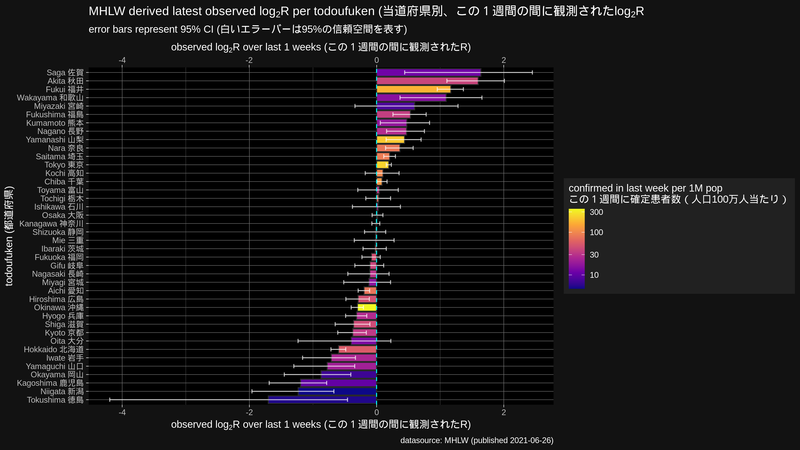 MHLW derived latest observed log₂R per todoufuken (当道府県別、この１週間の間に観測されたlog₂R
error bars represent 95% CI (白いエラーバーは95%の信頼空間を表す)
observed log₂R over last 1 weeks (この１週間の間に観測されたR)
-4 -2 0 2
Saga 佐賀
Akita 秋田
Fukui 福井
Wakayama 和歌山
Miyazaki 宮崎
Fukushima 福島
Kumamoto 熊本
Nagano 長野
Yamanashi 山梨
Nara 奈良
Saitama 埼玉
Tokyo 東京
Kochi 高知
Chiba 千葉
Toyama 富山
Tochigi 栃木
Ishikawa 石川
Osaka 大阪
Kanagawa 神奈川
Shizuoka 静岡
Mie 三重
Ibaraki 茨城
Fukuoka 福岡
Gifu 岐阜
Nagasaki 長崎
Miyagi 宮城
Aichi 愛知
Hiroshima 広島
Okinawa 沖縄
Hyogo 兵庫
Shiga 滋賀
Kyoto 京都
Oita 大分
Hokkaido 北海道
Iwate 岩手
Yamaguchi 山口
Okayama 岡山
Kagoshima 鹿児島
Niigata 新潟
Tokushima 徳島
todoufuken (都道府県)
-4 -2 0 2
observed log₂R over last 1 weeks (この１週間の間に観測されたR)
datasource: MHLW (published 2021-06-26)
confirmed in last week per 1M pop
この１週間に確定患者数（人口100万人当たり）
300
100
30
10